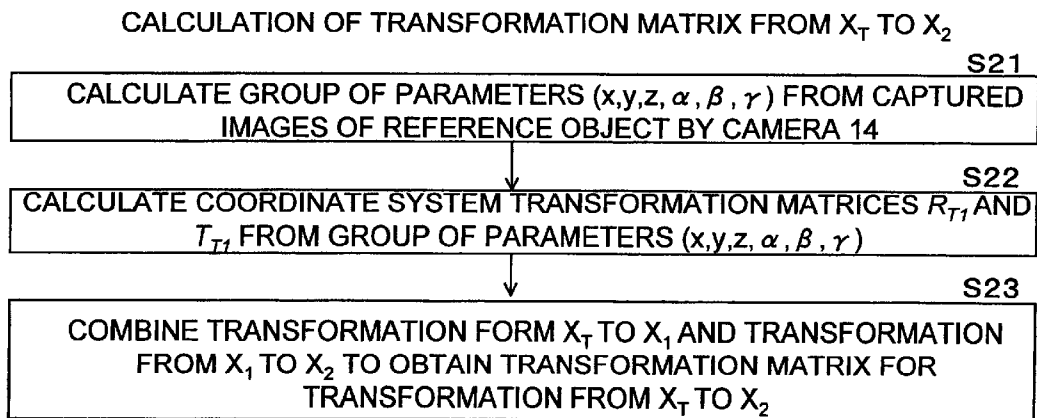 CALCULATION OF TRANSFORMATION MATRIX FROM X_T TO X_2
S21
CALCULATE GROUP OF PARAMETERS (x,y,z, α, β, γ) FROM CAPTURED
IMAGES OF REFERENCE OBJECT BY CAMERA 14
S22
CALCULATE COORDINATE SYSTEM TRANSFORMATION MATRICES R_T1 AND
T_T1 FROM GROUP OF PARAMETERS (x,y,z, α, β, γ)
S23
COMBINE TRANSFORMATION FORM X_T TO X_1 AND TRANSFORMATION
FROM X_1 TO X_2 TO OBTAIN TRANSFORMATION MATRIX FOR
TRANSFORMATION FROM X_T TO X_2